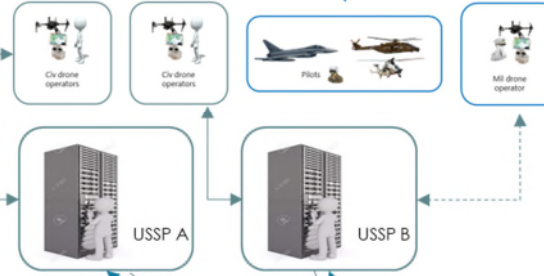 Civ drone
operators
Civ drone
operators
Pilots
Mil drone
operator
USSP A
USSP B